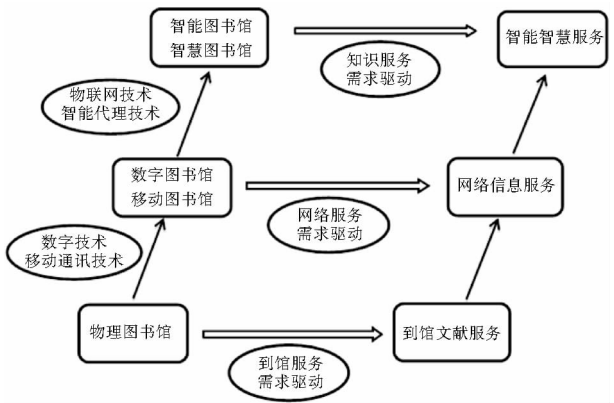 智能图书馆
智慧图书馆
知识服务
需求驱动
智能智慧服务
物联网技术
智能代理技术
数字图书馆
移动图书馆
网络服务
需求驱动
网络信息服务
数字技术
移动通讯技术
物理图书馆
到馆服务
需求驱动
到馆文献服务